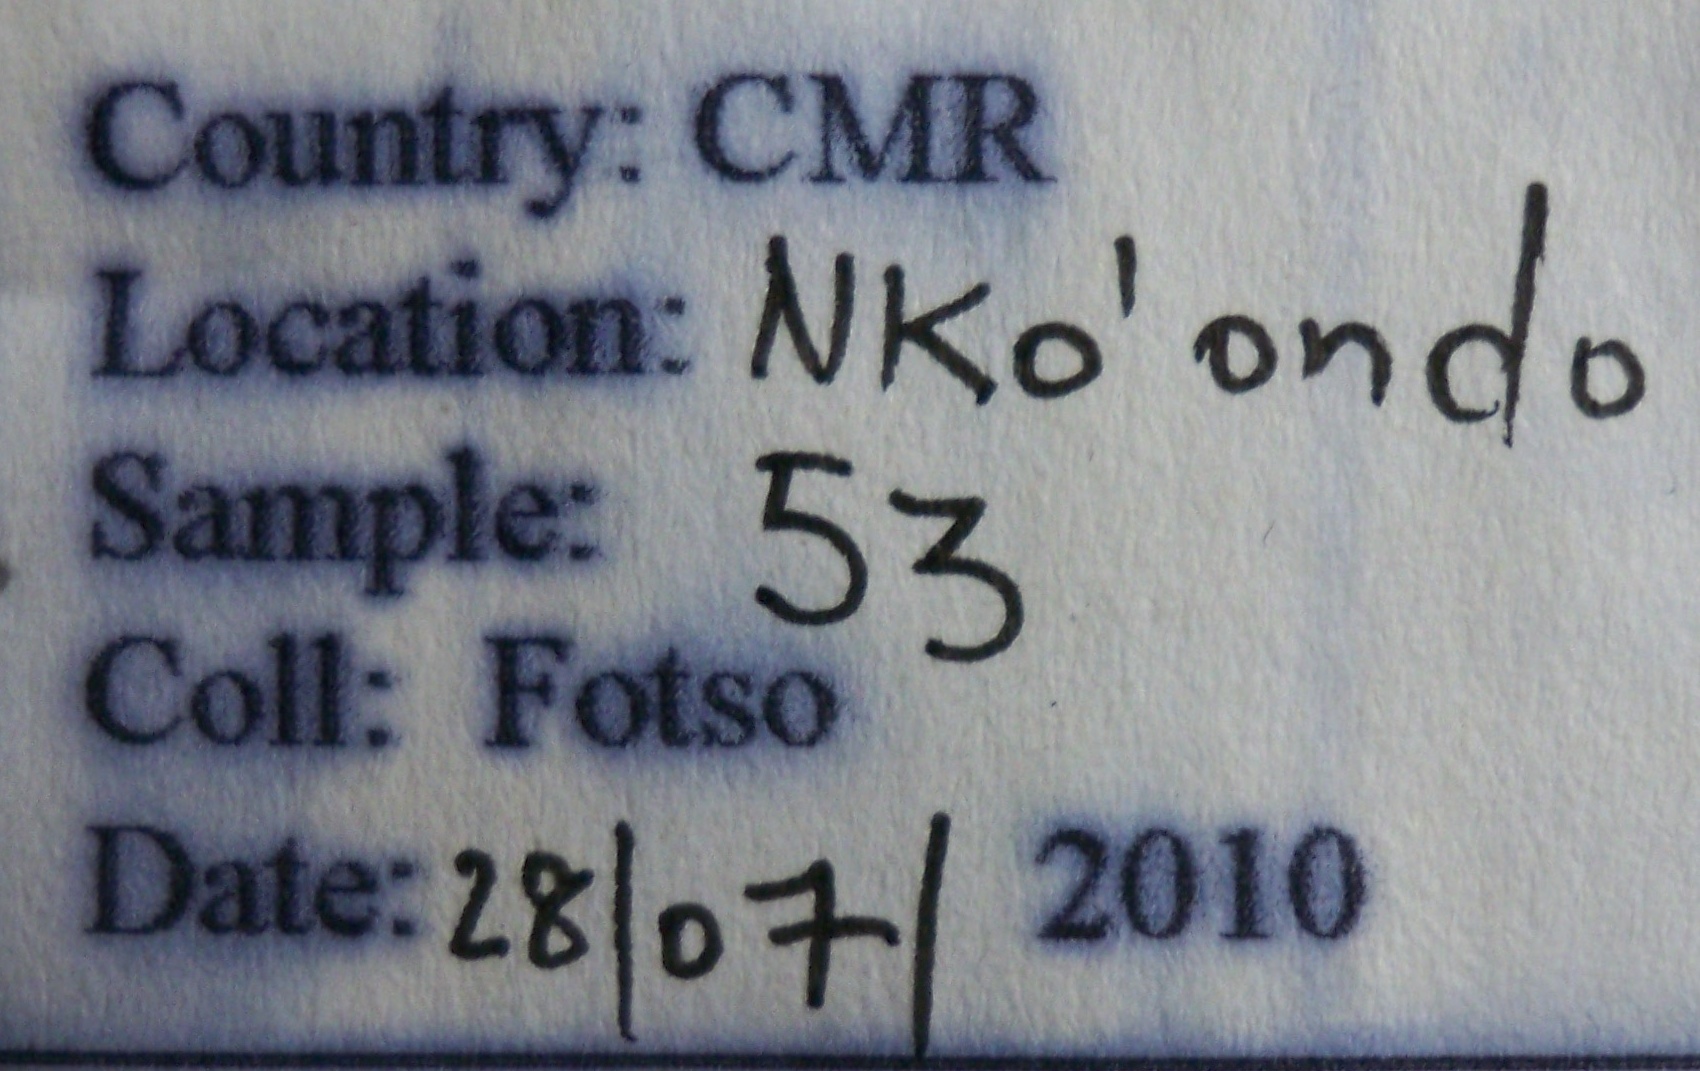 Country: CMR
Location: NKo'ondo
Sample: 53
Coll: Fotso
Date: 28/07/ 2010